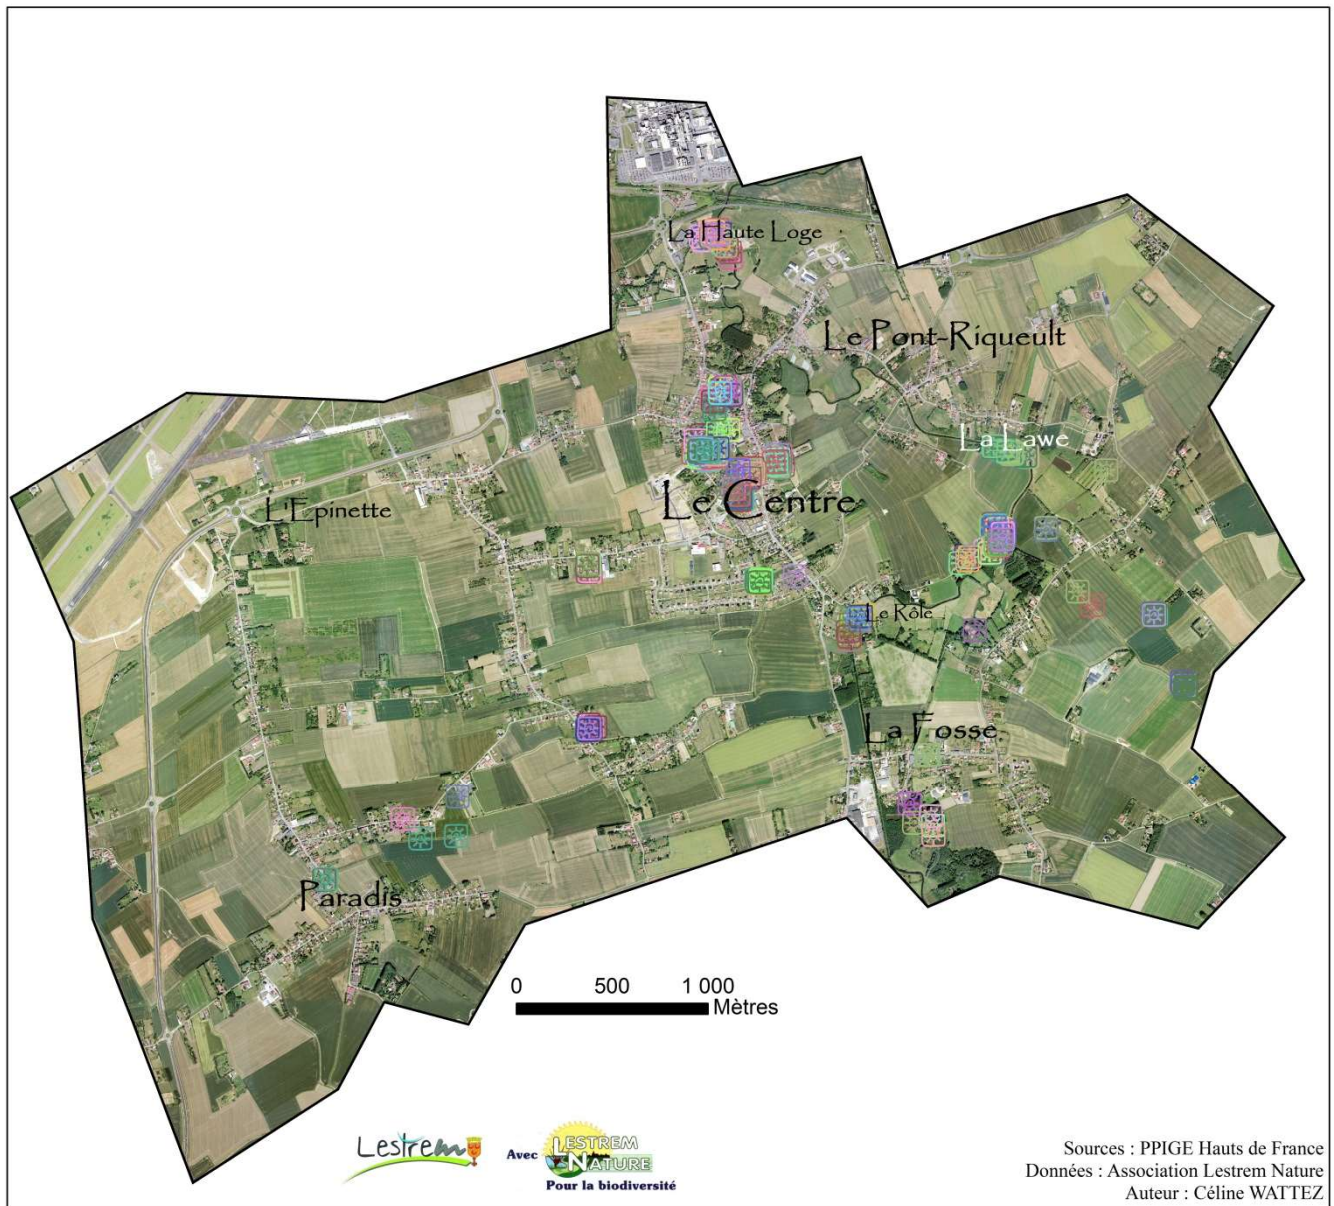 La Haute Loge
Le Pont-Riqueult
La Lawe
Le Centre
L'Epinette
Le Rôle
La Fosse
Paradis
0 500 1 000
Mètres
Lestrem
Avec
LESTREM
NATURE
Pour la biodiversité
Sources : PPIGE Hauts de France
Données : Association Lestrem Nature
Auteur : Céline WATTEZ